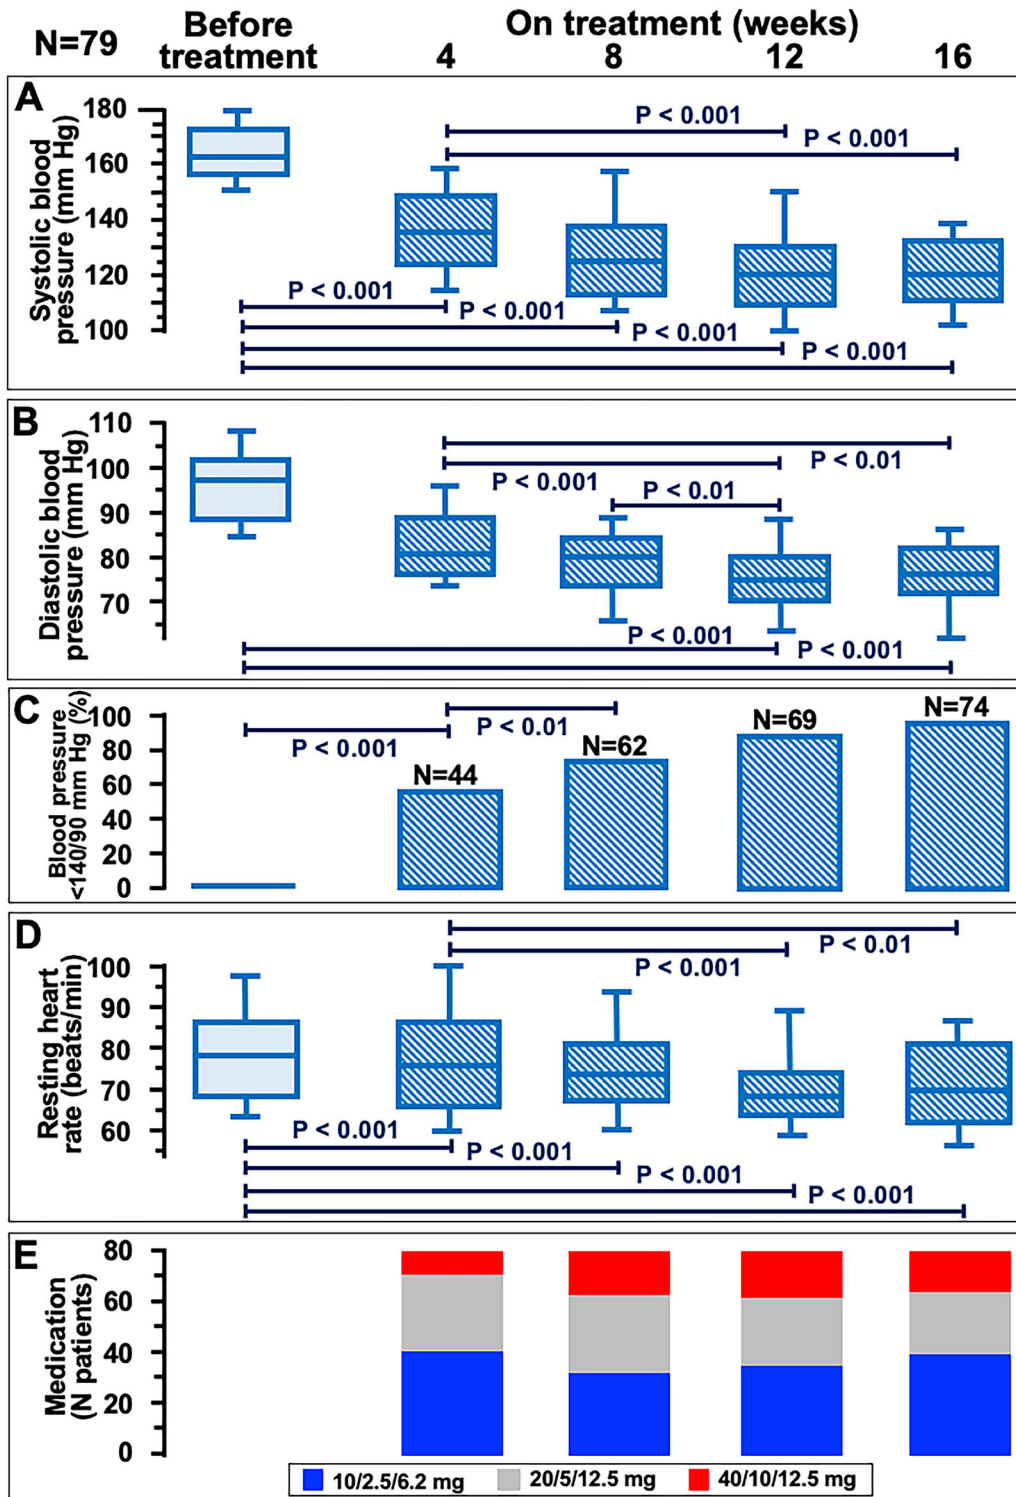 N=79
Before
treatment
On treatment (weeks)
4 8 12 16
A
Systolic blood
pressure (mm Hg)
180
160
140
120
100
P < 0.001
P < 0.001
P < 0.001
P < 0.001
P < 0.001
P < 0.001
B
Diastolic blood
pressure (mm Hg)
110
100
90
80
70
P < 0.01
P < 0.001
P < 0.01
P < 0.001
P < 0.001
C
Blood pressure
<140/90 mm Hg (%)
100
80
60
40
20
0
P < 0.001
P < 0.01
N=44
N=62
N=69
N=74
D
Resting heart
rate (beats/min)
100
90
80
70
60
P < 0.01
P < 0.001
P < 0.001
P < 0.001
P < 0.001
P < 0.001
E
Medication
(N patients)
80
60
40
20
0
10/2.5/6.2 mg 20/5/12.5 mg 40/10/12.5 mg